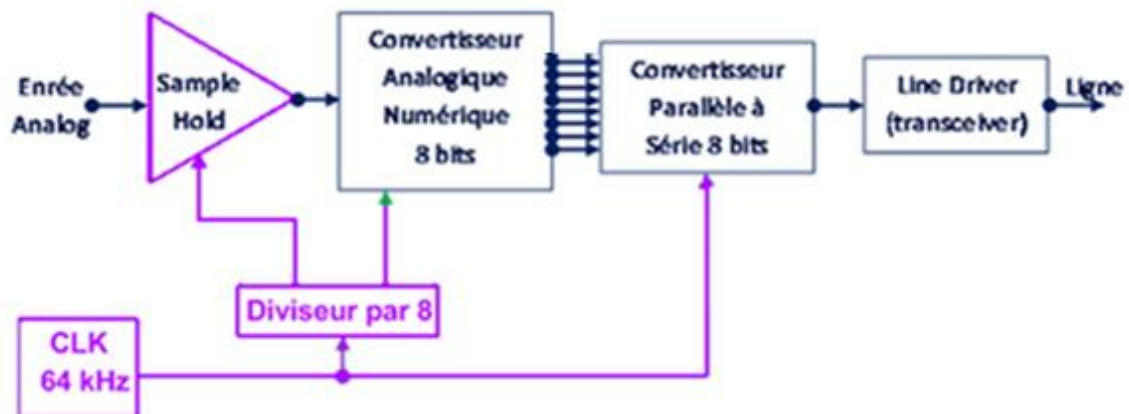 Enrée
Analog
Sample
Hold
Convertisseur
Analogique
Numérique
8 bits
Convertisseur
Parallèle à
Série 8 bits
Line Driver
(transceiver)
Ligne
Diviseur par 8
CLK
64 kHz